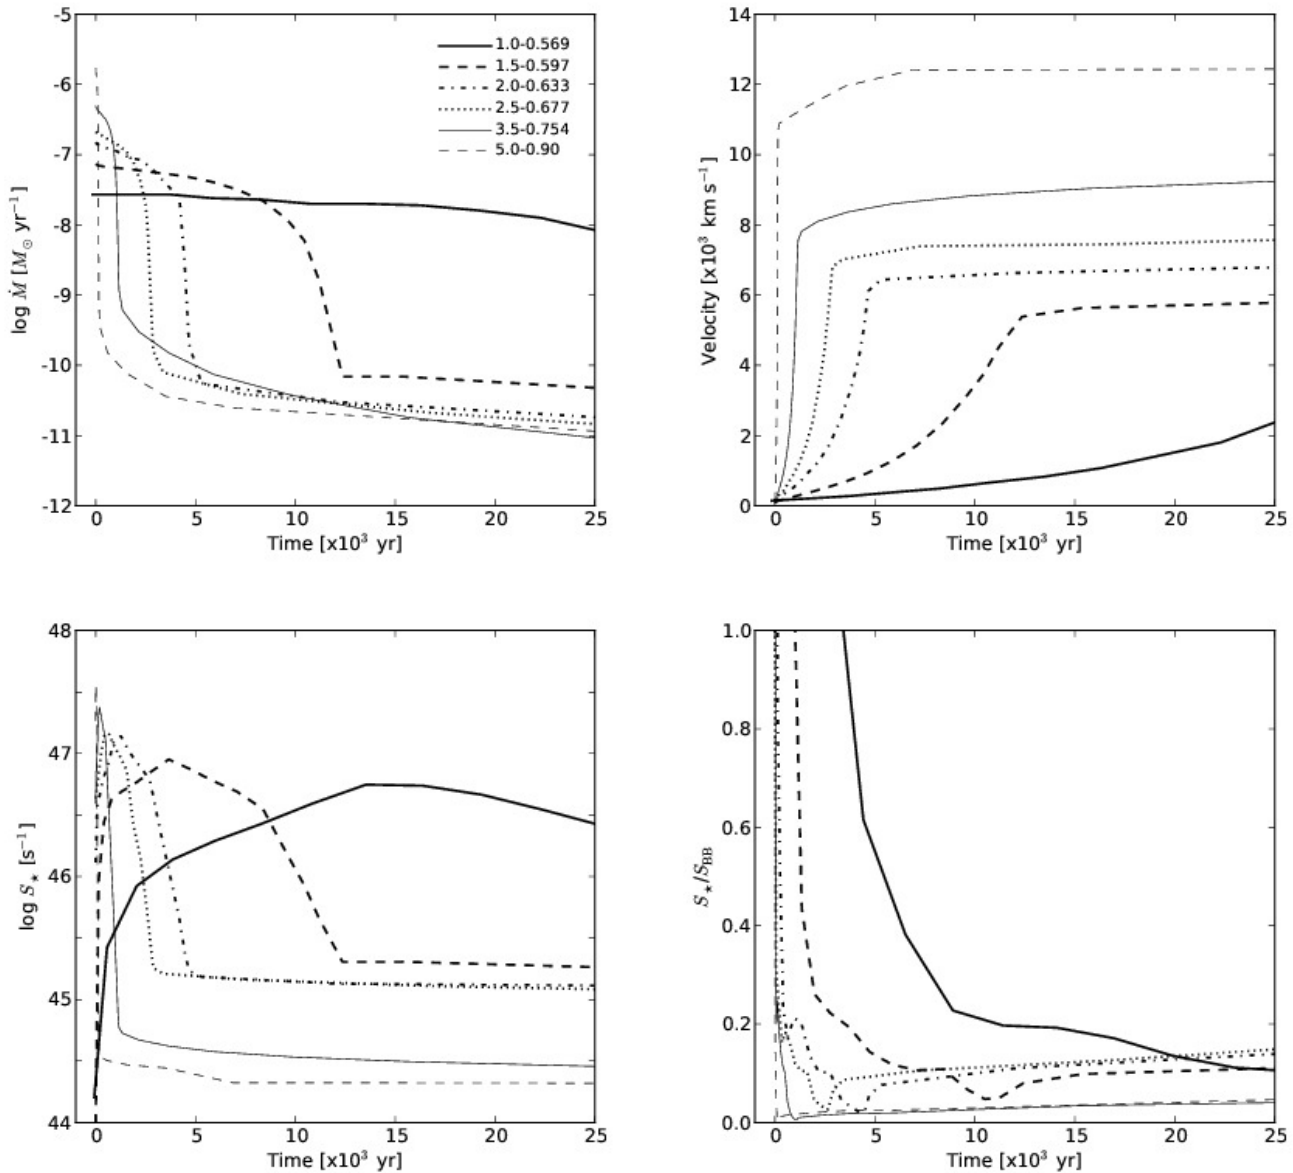 -5
-6
-7
-8
-9
-10
-11
-12
log Ṁ [M⊙ yr⁻¹]
1.0-0.569
1.5-0.597
2.0-0.633
2.5-0.677
3.5-0.754
5.0-0.90
0 5 10 15 20 25
Time [x10³ yr]
14
12
10
8
6
4
2
0
Velocity [x10³ km s⁻¹]
0 5 10 15 20 25
Time [x10³ yr]
48
47
46
45
44
log S⋆ [s⁻¹]
0 5 10 15 20 25
Time [x10³ yr]
1.0
0.8
0.6
0.4
0.2
0.0
S⋆/S_BB
0 5 10 15 20 25
Time [x10³ yr]